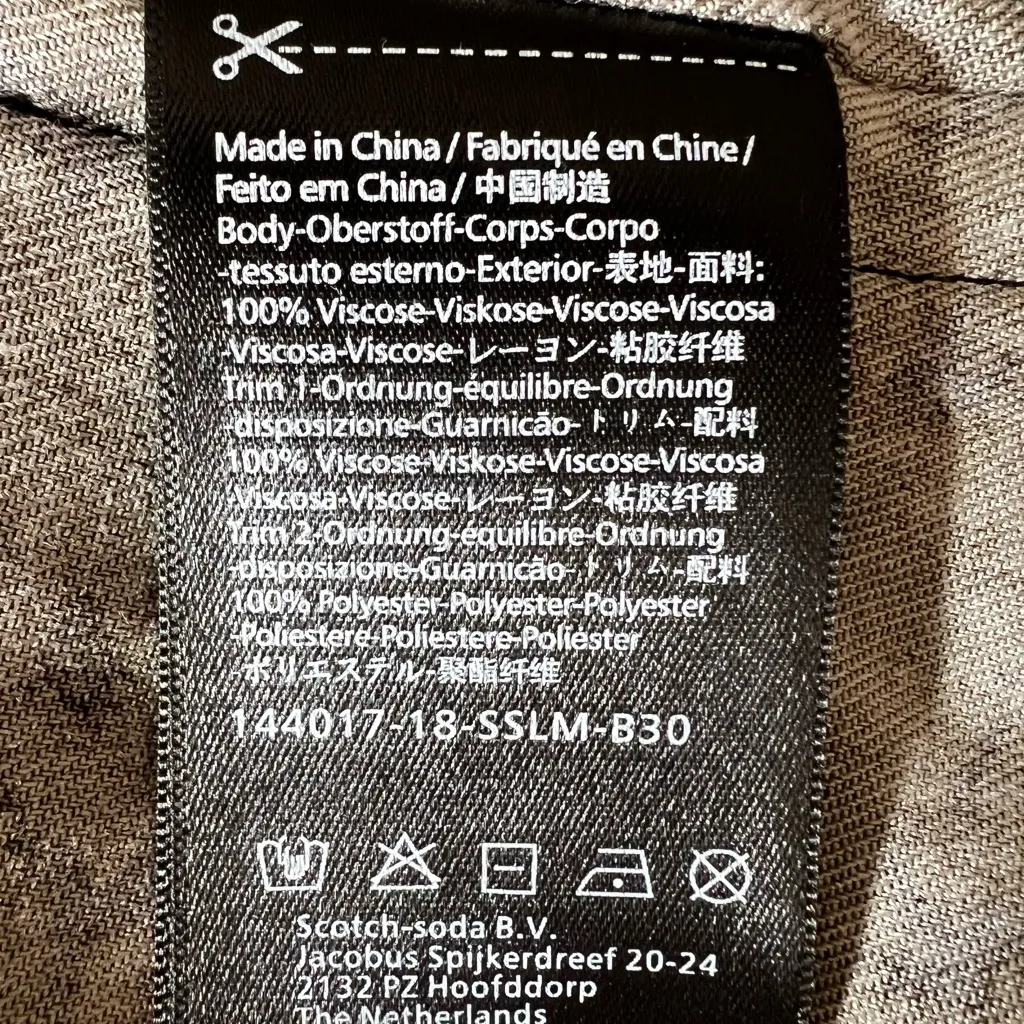 Made in China / Fabriqué en Chine /
Feito em China / 中国制造
Body-Oberstoff-Corps-Corpo
-tessuto esterno-Exterior-表地-面料:
100% Viscose-Viskose-Viscose-Viscosa
-Viscosa-Viscose-レーヨン-粘胶纤维
Trim 1-Ordnung-équilibre-Ordnung
-disposizione-Guarnicão-トリム-配料
100% Viscose-Viskose-Viscose-Viscosa
-Viscosa-Viscose-レーヨン-粘胶纤维
Trim 2-Ordnung-équilibre-Ordnung
-disposizione-Guarnicão-トリム-配料
100% Polyester-Polyester-Polyester
-Poliestere-Poliestere-Poliéster
-ポリエステル-聚酯纤维
144017-18-SSLM-B30
Scotch-soda B.V.
Jacobus Spijkerdreef 20-24
2132 PZ Hoofddorp
The Netherlands